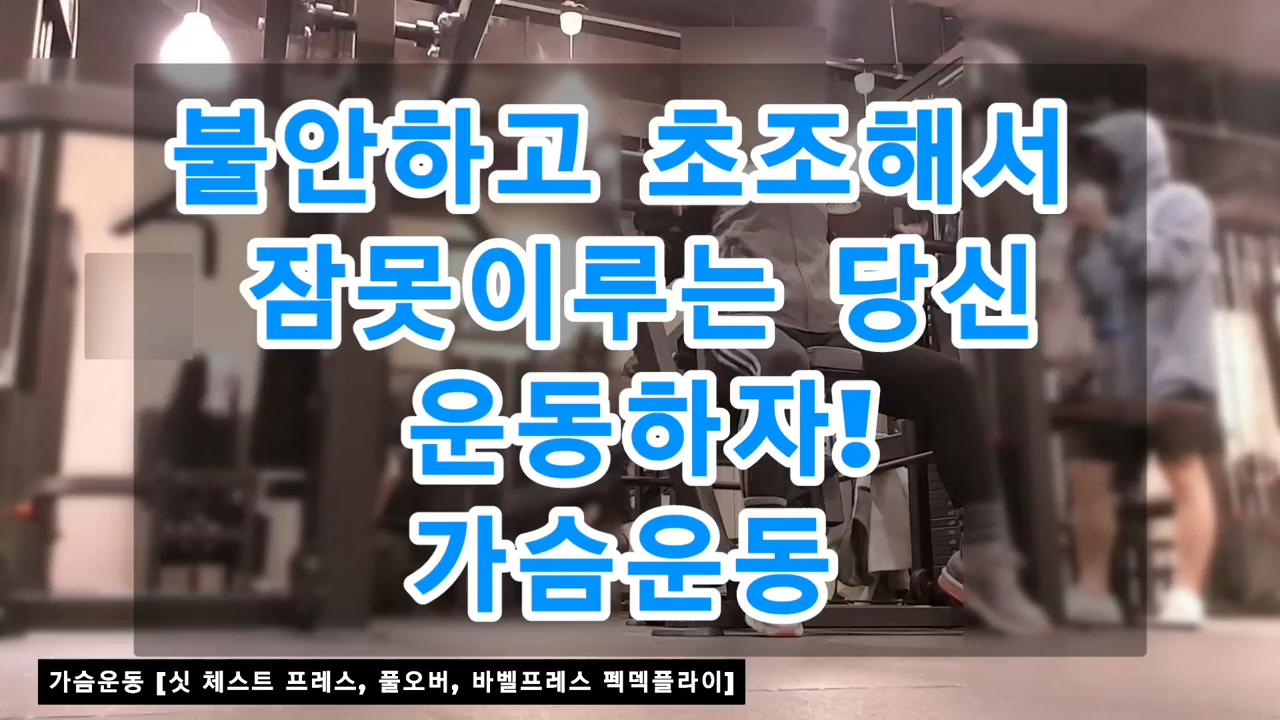 불안하고 초조해서
잠못이루는 당신
운동하자!
가슴운동
가슴운동 [싯 체스트 프레스, 풀오버, 바벨프레스 펙덱플라이]